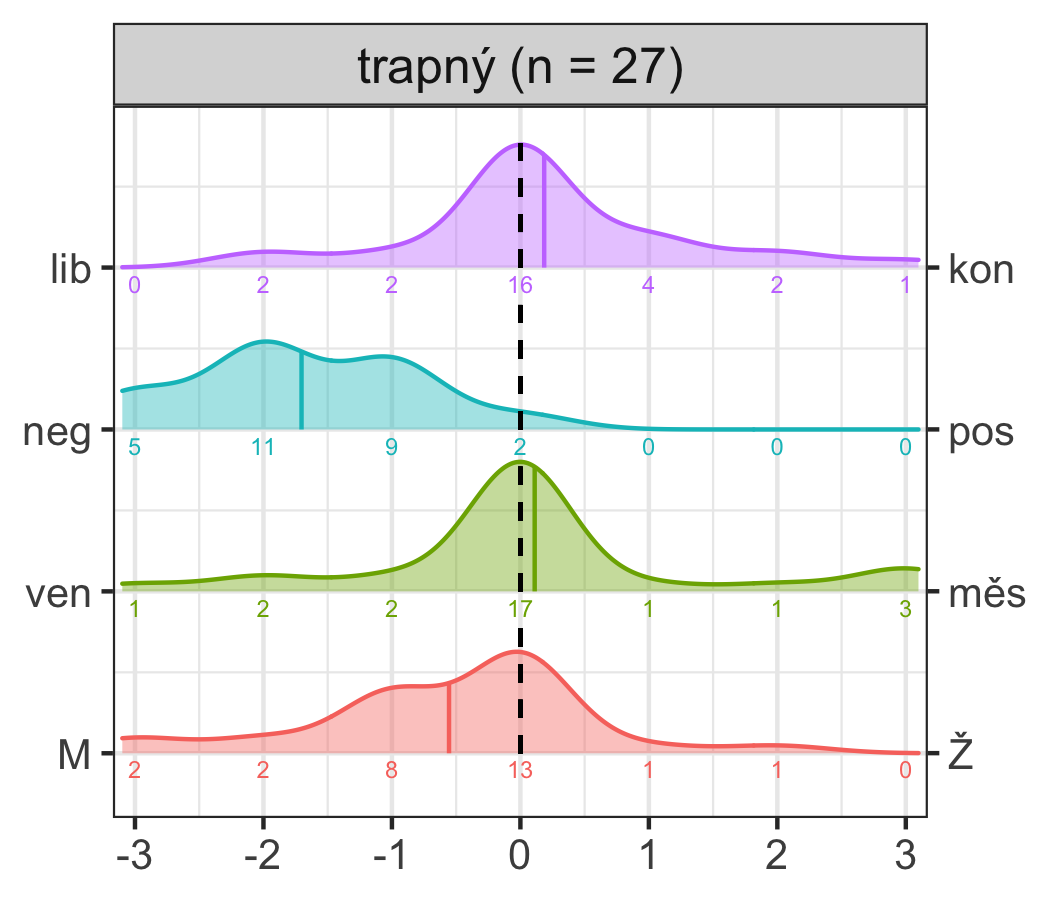 trapný (n = 27)
lib kon
0 2 2 16 4 2 1
neg pos
5 11 9 2 0 0 0
ven měs
1 2 2 17 1 1 3
M Ž
2 2 8 13 1 1 0
-3 -2 -1 0 1 2 3